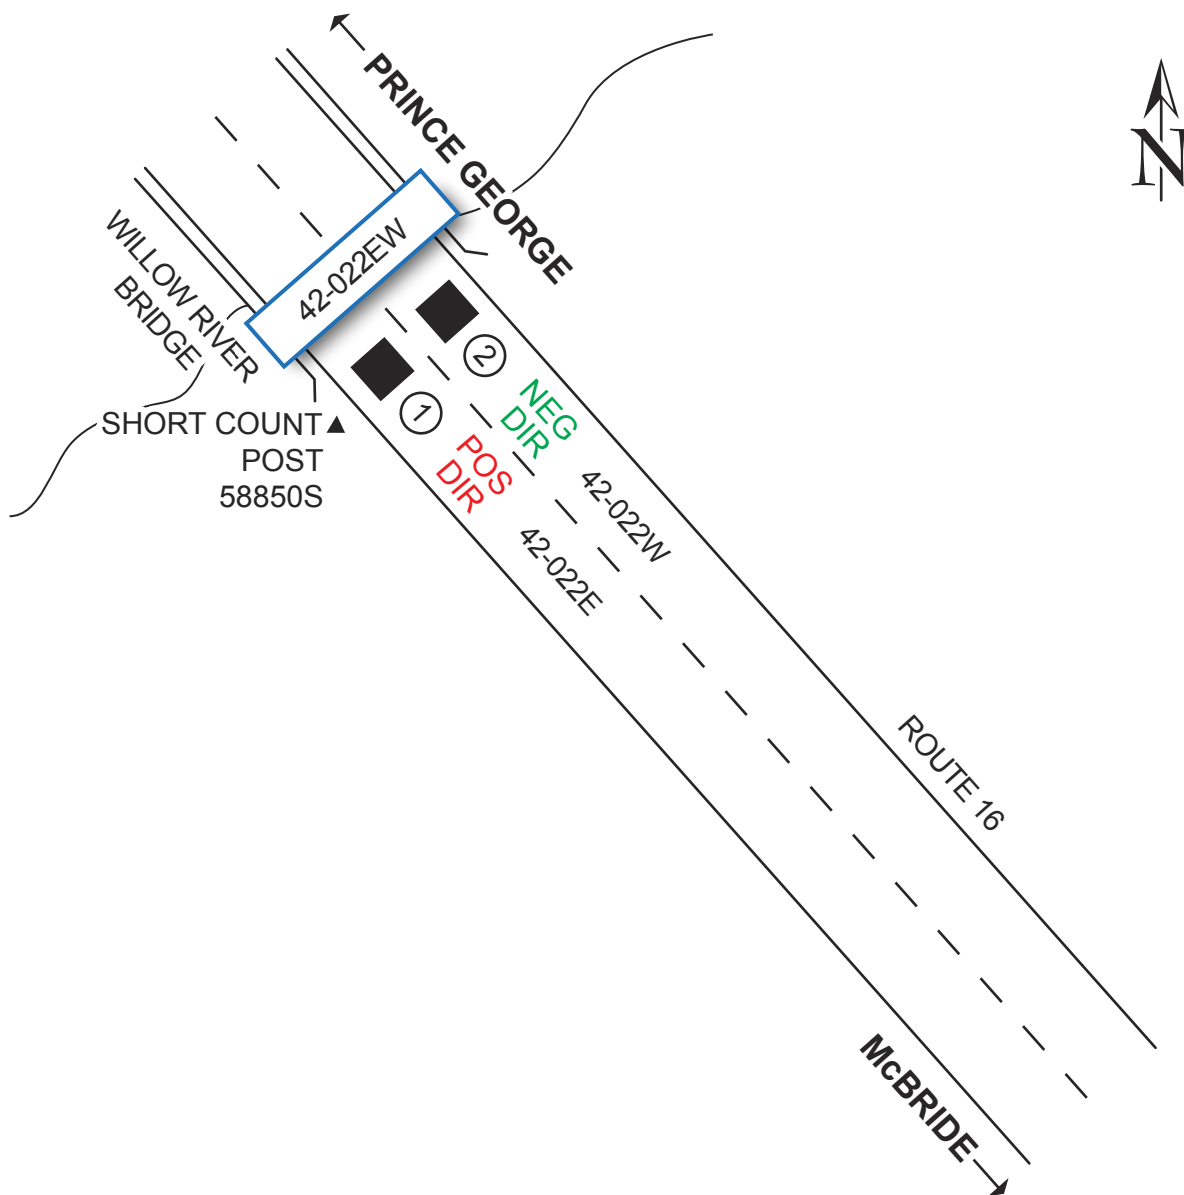 PRINCE GEORGE
N
42-022EW
WILLOW RIVER
BRIDGE
2
1
NEG
DIR
SHORT COUNT
POST
58850S
POS
DIR
42-022W
42-022E
ROUTE 16
McBRIDE